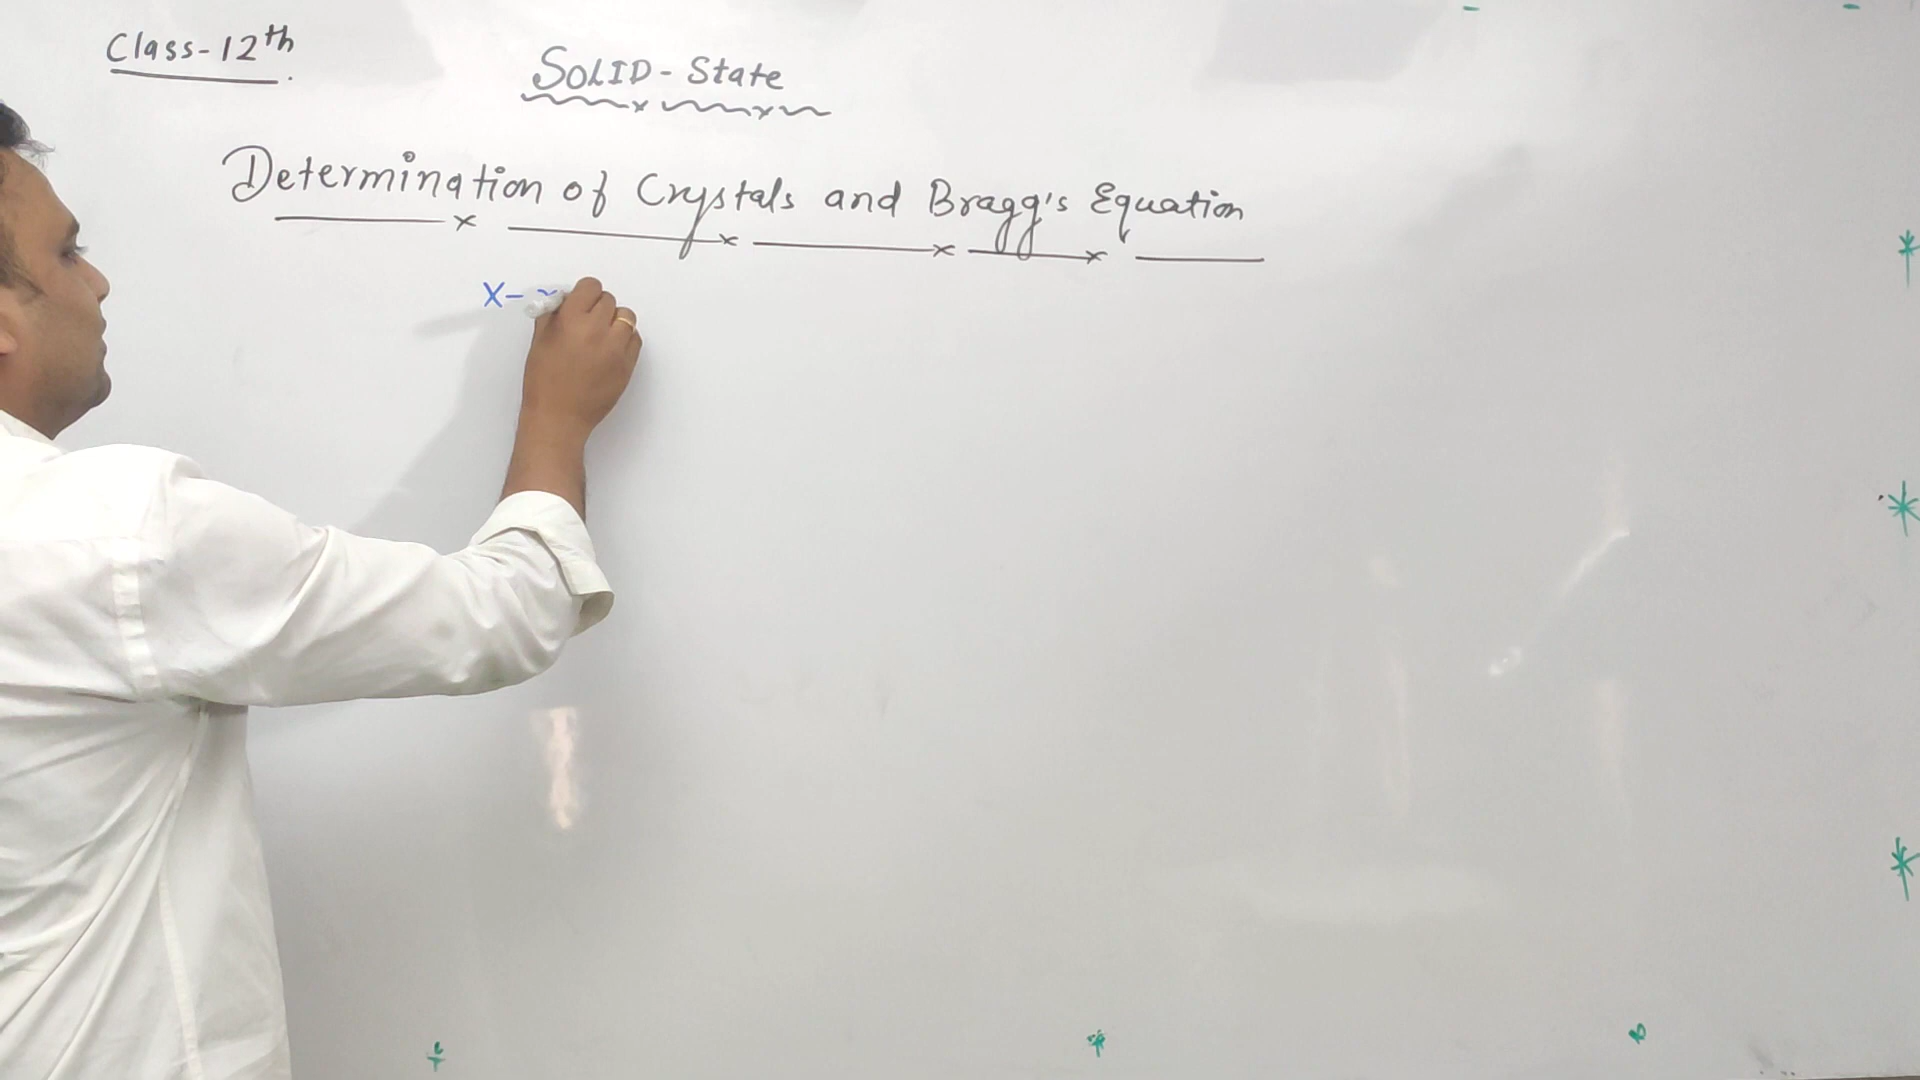 Class-12th
SOLID-State
Determination of Crystals and Bragg's Equation
X-